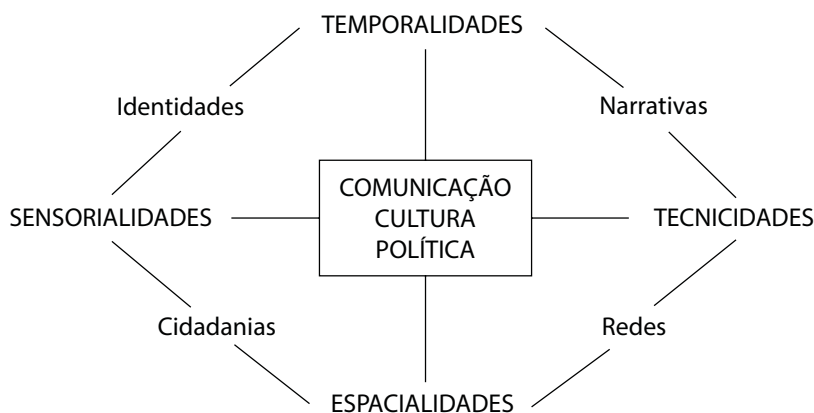 TEMPORALIDADES
Identidades
Narrativas
COMUNICAÇÃO
CULTURA
POLÍTICA
SENSORIALIDADES
TECNICIDADES
Cidadanias
Redes
ESPACIALIDADES